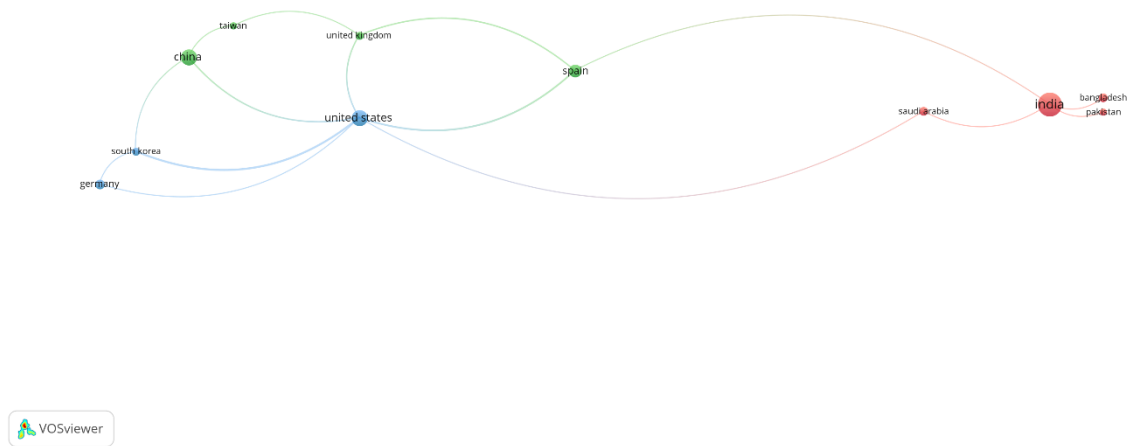 taiwan
united kingdom
china
spain
bangladesh
india
pakistan
saudi arabia
united states
south korea
germany
VOSviewer